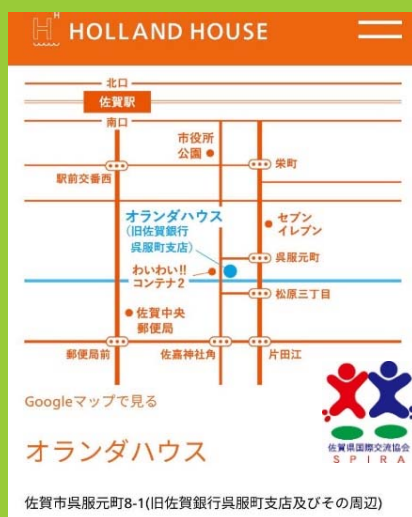 H
H HOLLAND HOUSE
北口
佐賀駅
南口
市役所
公園
栄町
駅前交番西
オランダハウス
(旧佐賀銀行
呉服町支店)
セブン
イレブン
呉服元町
わいわい!!
コンテナ2
松原三丁目
佐賀中央
郵便局
郵便局前
佐嘉神社角
片田江
Googleマップで見る
オランダハウス
佐賀県国際交流協会
S P I R A
佐賀市呉服元町8-1(旧佐賀銀行呉服町支店及びその周辺)